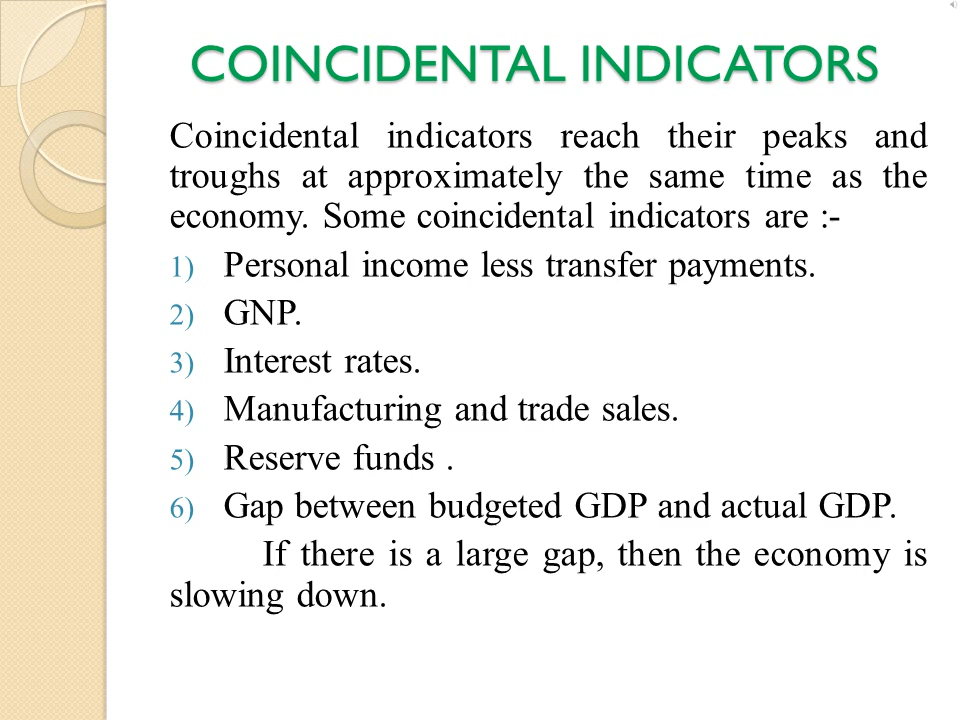 COINCIDENTAL INDICATORS
Coincidental indicators reach their peaks and
troughs at approximately the same time as the
economy. Some coincidental indicators are :-
1) Personal income less transfer payments.
2) GNP.
3) Interest rates.
4) Manufacturing and trade sales.
5) Reserve funds .
6) Gap between budgeted GDP and actual GDP.
If there is a large gap, then the economy is
slowing down.